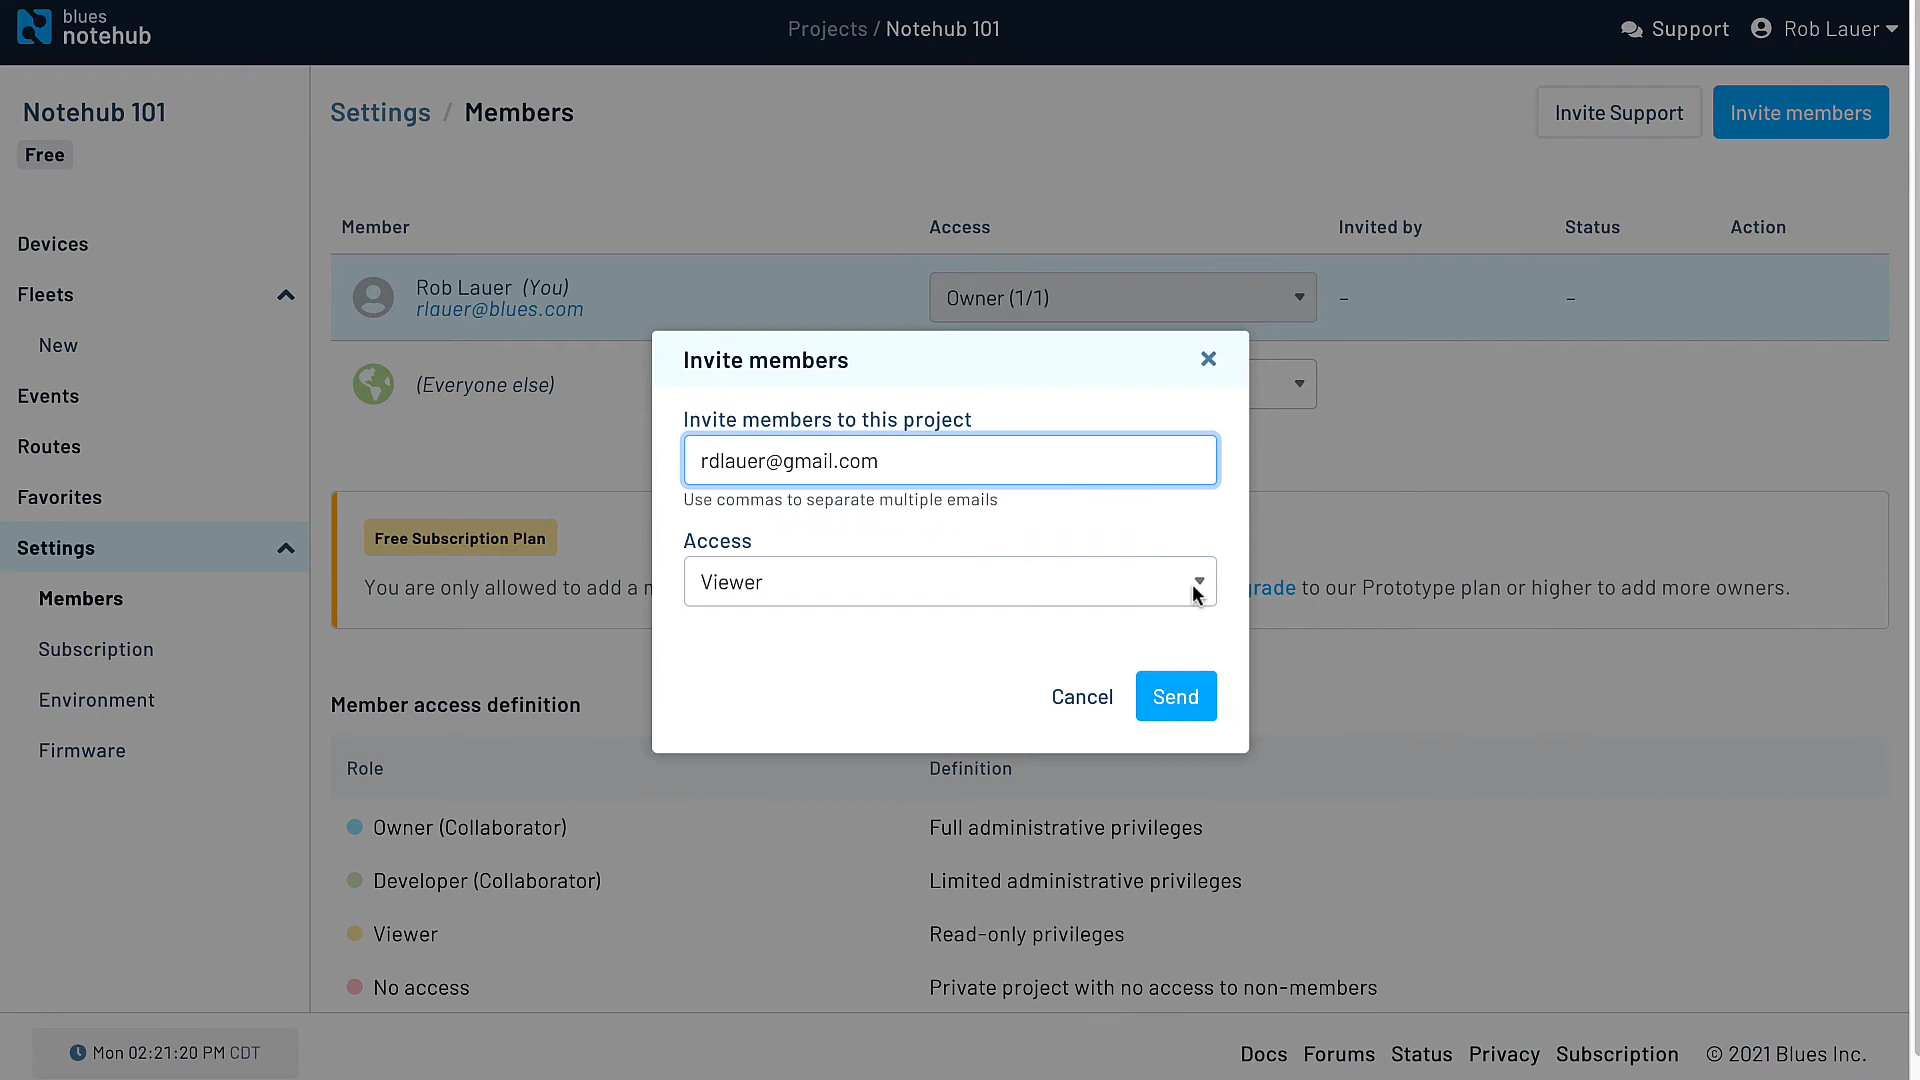 blues
notehub
Projects / Notehub 101
Support
Rob Lauer
Notehub 101
Free
Settings / Members
Invite Support
Invite members
Devices
Fleets
New
Events
Routes
Favorites
Settings
Members
Subscription
Environment
Firmware
Member Access Invited by Status Action
Rob Lauer (You)
rlauer@blues.com
Owner (1/1)
–
–
(Everyone else)
Invite members
Invite members to this project
rdlauer@gmail.com
Use commas to separate multiple emails
Access
Viewer
Cancel
Send
Free Subscription Plan
You are only allowed to add a to our Prototype plan or higher to add more owners.
Member access definition
Role Definition
Owner (Collaborator) Full administrative privileges
Developer (Collaborator) Limited administrative privileges
Viewer Read-only privileges
No access Private project with no access to non-members
Mon 02:21:20 PM CDT
Docs Forums Status Privacy Subscription © 2021 Blues Inc.